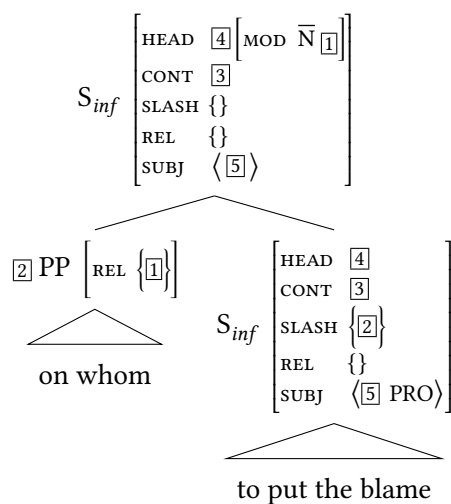 S_inf [HEAD 4 [MOD N̅ 1]
CONT 3
SLASH {}
REL {}
SUBJ ⟨ 5 ⟩]
2 PP [REL {1}]
on whom
S_inf [HEAD 4
CONT 3
SLASH {2}
REL {}
SUBJ ⟨5 PRO⟩]
to put the blame